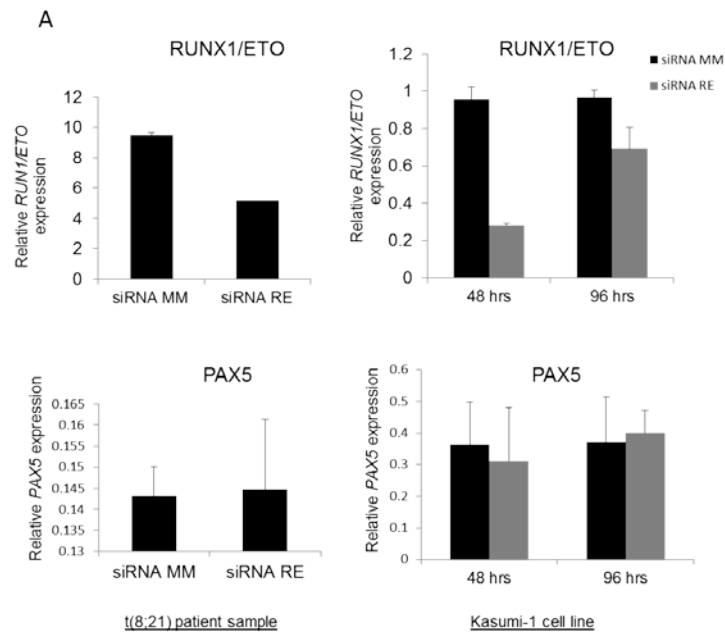 A
RUNX1/ETO
Relative RUN1/ETO
expression
12
10
8
6
4
2
0
siRNA MM
siRNA RE
RUNX1/ETO
siRNA MM
siRNA RE
Relative RUNX1/ETO
expression
1.2
1
0.8
0.6
0.4
0.2
0
48 hrs
96 hrs
PAX5
Relative PAX5 expression
0.165
0.16
0.155
0.15
0.145
0.14
0.135
0.13
siRNA MM
siRNA RE
t(8;21) patient sample
PAX5
Relative PAX5 expression
0.6
0.5
0.4
0.3
0.2
0.1
0
48 hrs
96 hrs
Kasumi-1 cell line